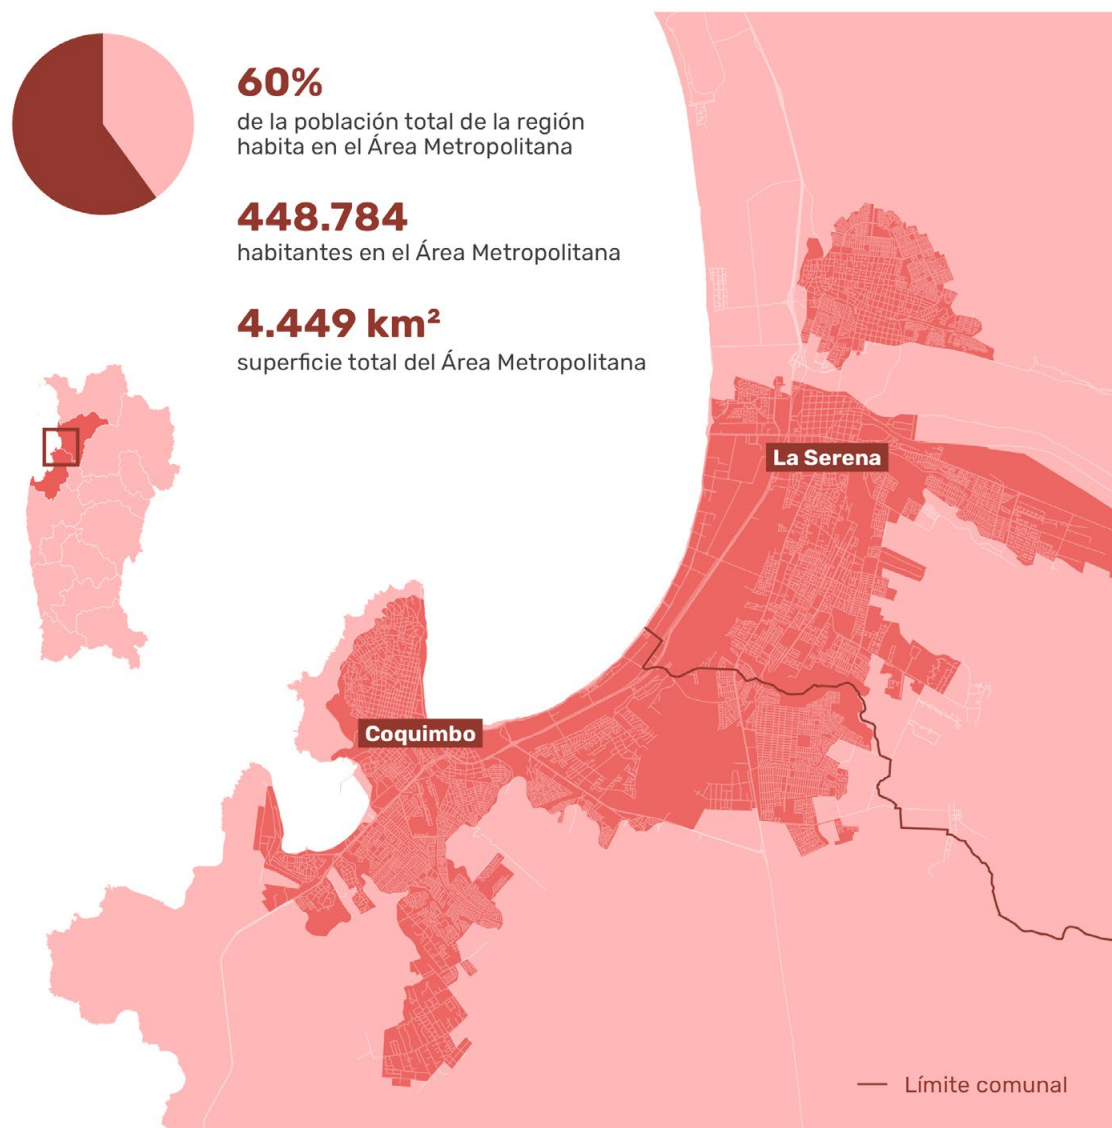 60%
de la población total de la región
habita en el Área Metropolitana
448.784
habitantes en el Área Metropolitana
4.449 km²
superficie total del Área Metropolitana
La Serena
Coquimbo
Límite comunal